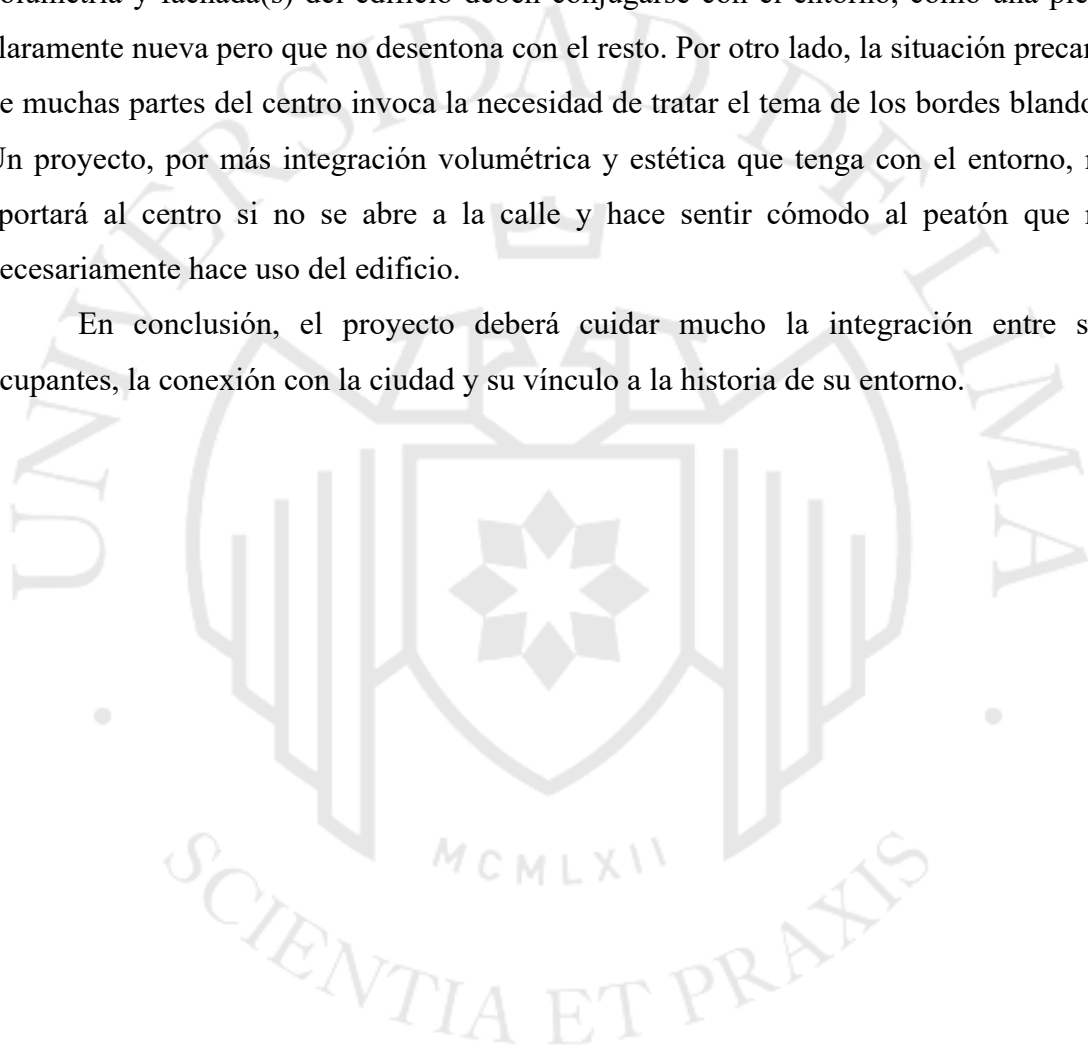 olumetría y fachada(s) del edificio deben conjugarse con el entorno, como una pie
laramente nueva pero que no desentona con el resto. Por otro lado, la situación precar
e muchas partes del centro invoca la necesidad de tratar el tema de los bordes blando
Un proyecto, por más integración volumétrica y estética que tenga con el entorno, n
portará al centro si no se abre a la calle y hace sentir cómodo al peatón que n
ecesariamente hace uso del edificio.
En conclusión, el proyecto deberá cuidar mucho la integración entre s
cupantes, la conexión con la ciudad y su vínculo a la historia de su entorno.
UNIVERSIDAD DE LIMA
MCMLXII
SCIENTIA ET PRAXIS